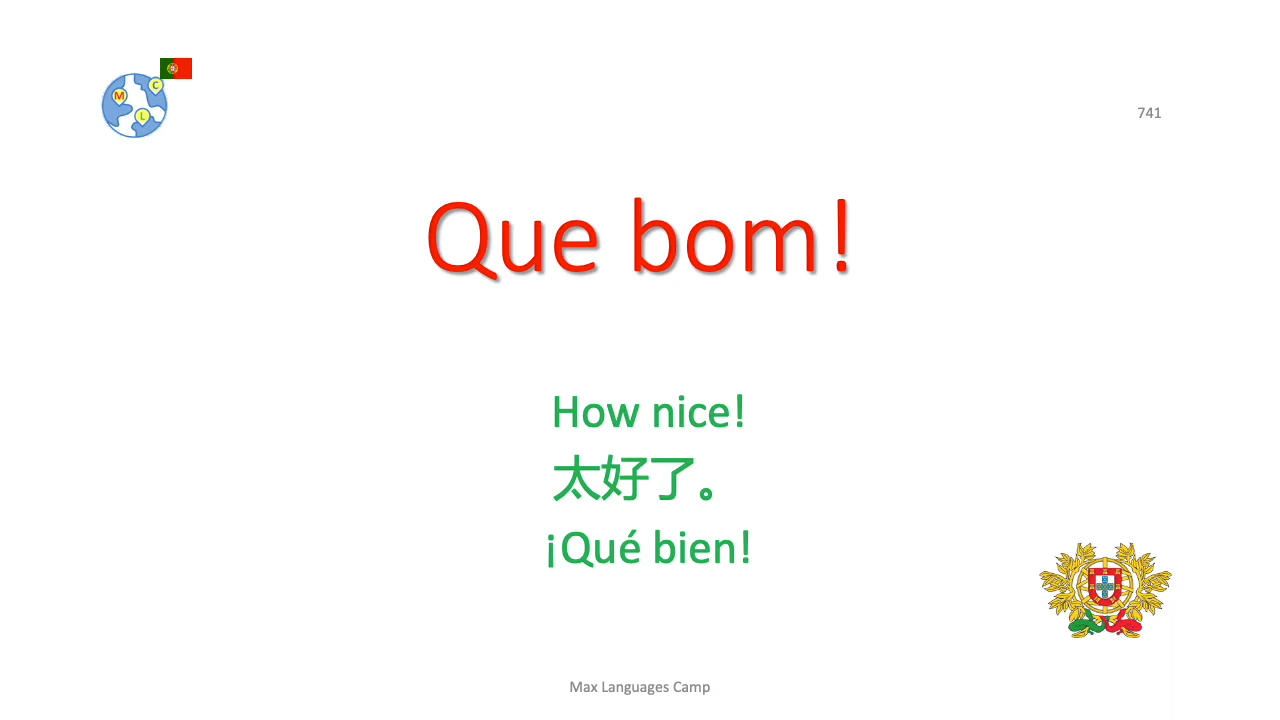 M C L
741
Que bom!
How nice!
太好了。
¡Qué bien!
Max Languages Camp